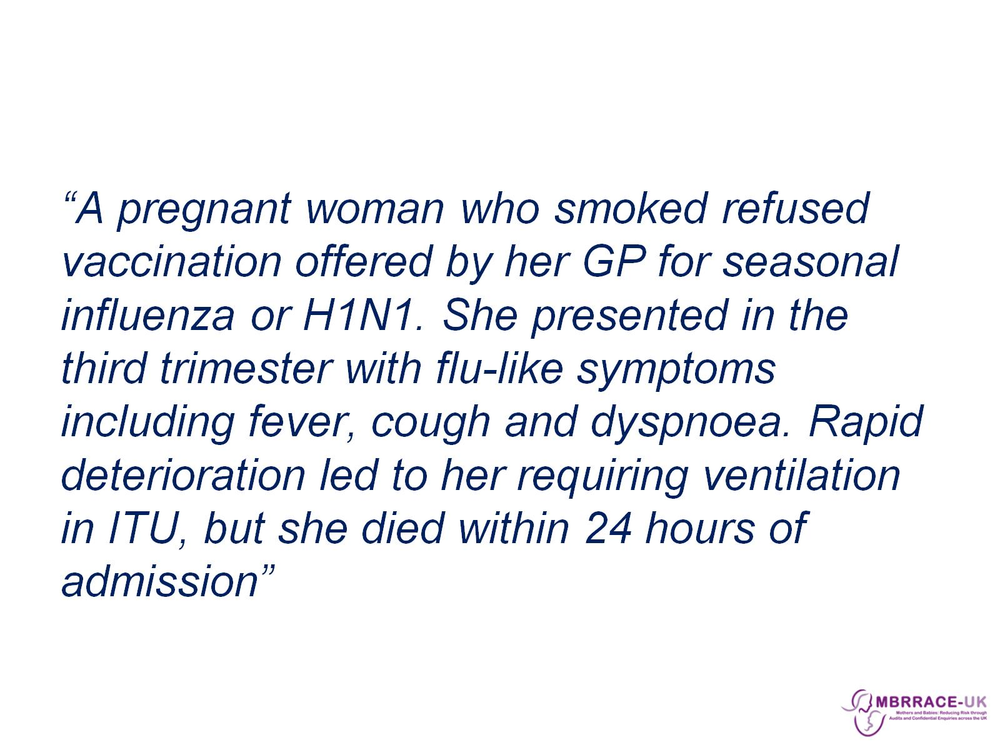 “A pregnant woman who smoked refused
vaccination offered by her GP for seasonal
influenza or H1N1. She presented in the
third trimester with flu-like symptoms
including fever, cough and dyspnoea. Rapid
deterioration led to her requiring ventilation
in ITU, but she died within 24 hours of
admission”
MBRRACE-UK
Mothers and Babies: Reducing Risk through
Audits and Confidential Enquiries across the UK